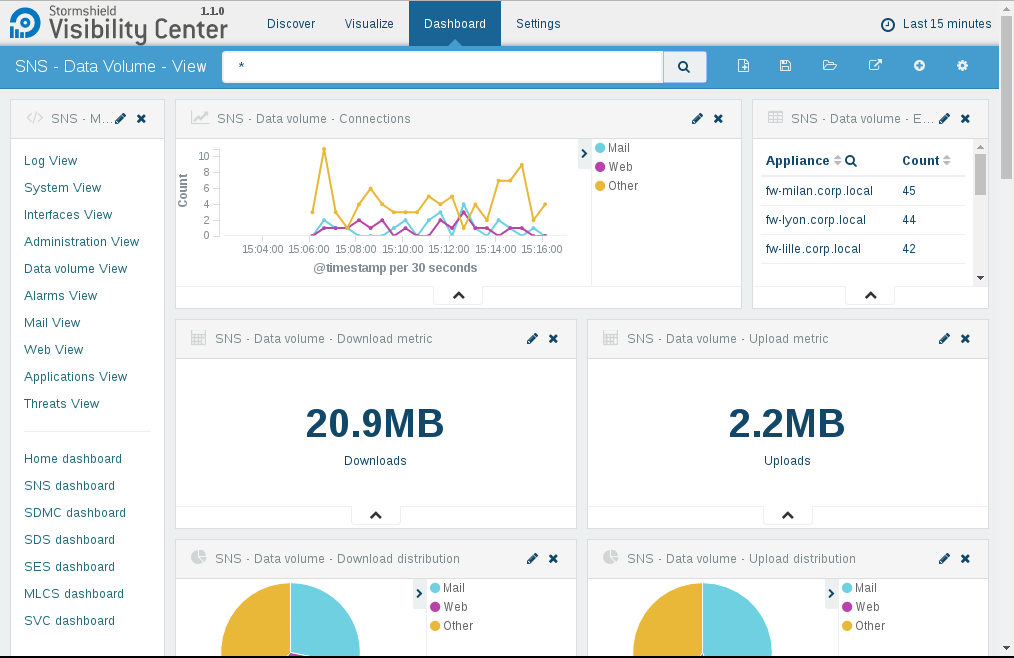 Stormshield
1.1.0
Visibility Center
Discover
Visualize
Dashboard
Settings
Last 15 minutes
SNS - Data Volume - View
*
SNS - M...
Log View
System View
Interfaces View
Administration View
Data volume View
Alarms View
Mail View
Web View
Applications View
Threats View
Home dashboard
SNS dashboard
SDMC dashboard
SDS dashboard
SES dashboard
MLCS dashboard
SVC dashboard
SNS - Data volume - Connections
Count
10
8
6
4
2
0
15:04:00 15:06:00 15:08:00 15:10:00 15:12:00 15:14:00 15:16:00
@timestamp per 30 seconds
Mail
Web
Other
SNS - Data volume - E...
Appliance Count
fw-milan.corp.local 45
fw-lyon.corp.local 44
fw-lille.corp.local 42
SNS - Data volume - Download metric
20.9MB
Downloads
SNS - Data volume - Upload metric
2.2MB
Uploads
SNS - Data volume - Download distribution
Mail
Web
Other
SNS - Data volume - Upload distribution
Mail
Web
Other